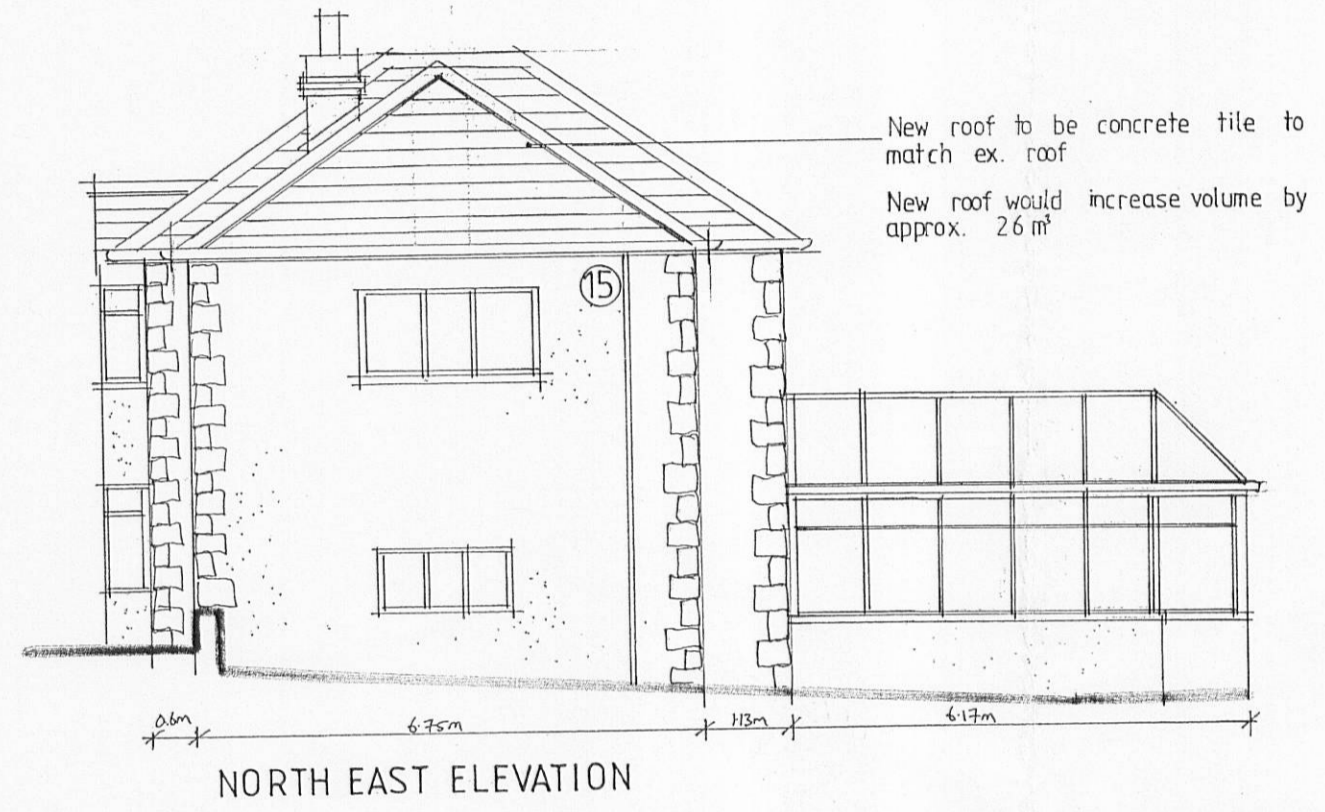 New roof to be concrete tile to
match ex. roof
New roof would increase volume by
approx. 26 m³
15
0.6m
6.75m
1.13m
6.17m
NORTH EAST ELEVATION